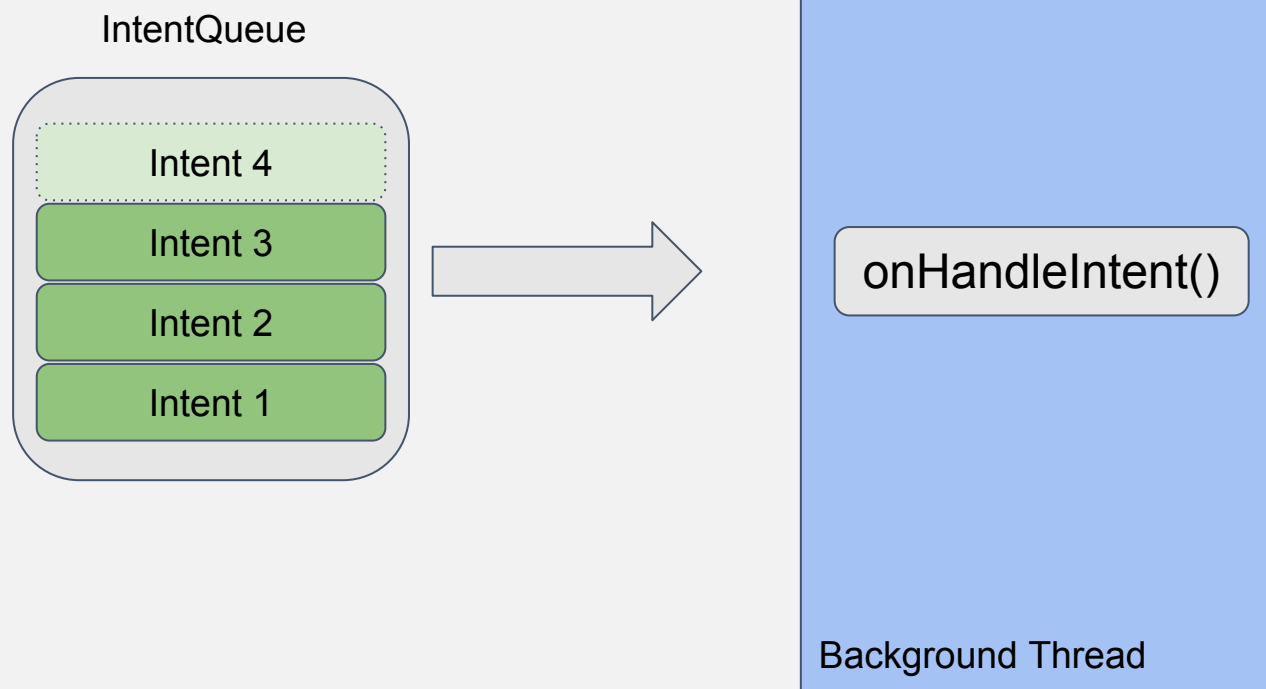 IntentQueue
Intent 4
Intent 3
Intent 2
Intent 1
onHandleIntent()
Background Thread